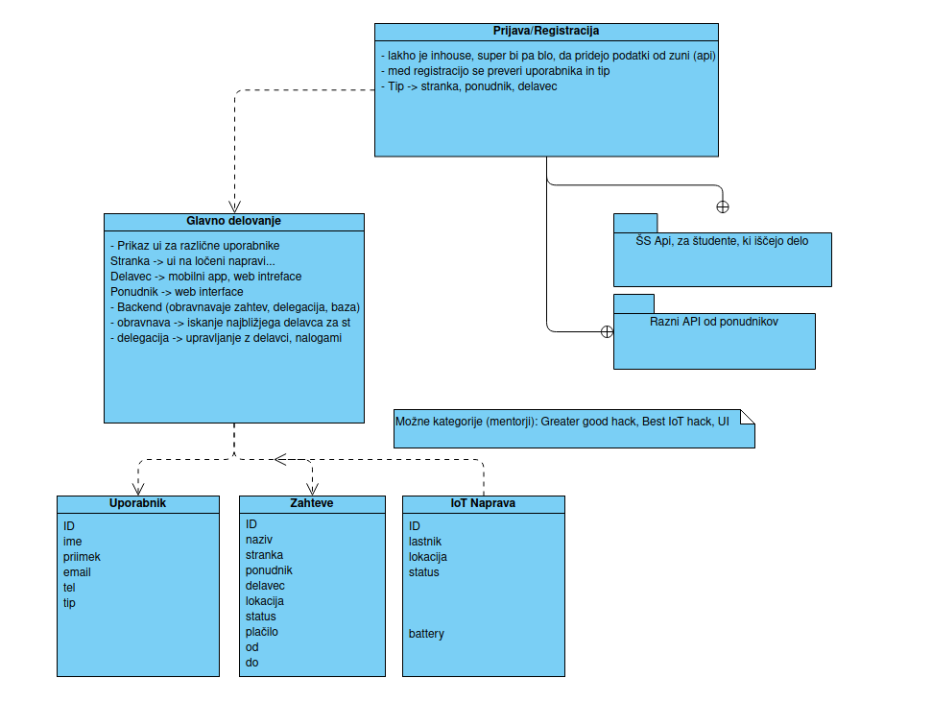 Prijava/Registracija
- lakho je inhouse, super bi pa blo, da pridejo podatki od zuni (api)
- med registracijo se preveri uporabnika in tip
- Tip -> stranka, ponudnik, delavec
Glavno delovanje
- Prikaz ui za različne uporabnike
Stranka -> ui na ločeni napravi...
Delavec -> mobilni app, web intreface
Ponudnik -> web interface
- Backend (obravnavaje zahtev, delegacija, baza)
- obravnava -> iskanje najbližjega delavca za st
- delegacija -> upravljanje z delavci, nalogami
ŠS Api, za študente, ki iščejo delo
Razni API od ponudnikov
Možne kategorije (mentorji): Greater good hack, Best IoT hack, UI
Uporabnik
ID
ime
priimek
email
tel
tip
Zahteve
ID
naziv
stranka
ponudnik
delavec
lokacija
status
plačilo
od
do
IoT Naprava
ID
lastnik
lokacija
status
battery